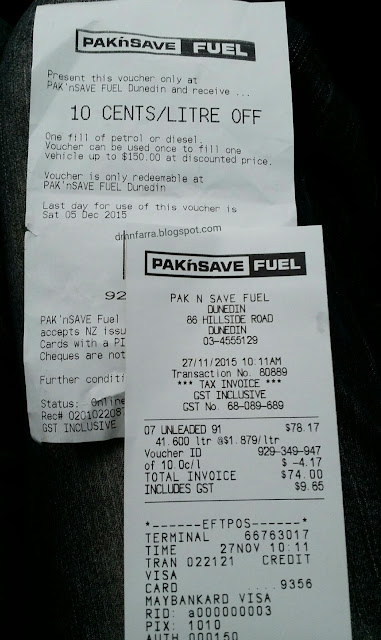 PAK'nSAVE FUEL
Present this voucher only at
PAK'nSAVE FUEL Dunedin and receive ...
10 CENTS/LITRE OFF
One fill of petrol or diesel.
Voucher can be used once to fill one
vehicle up to $150.00 at discounted price.
Voucher is only redeemable at
PAK'nSAVE FUEL Dunedin
Last day for use of this voucher is
Sat 05 Dec 2015
drmfarra.blogspot.com
92
PAK'nSAVE Fuel
accepts NZ issu
Cards with a PI
Cheques are not
Further conditi
Status: Online
Rec# 0201022087
GST INCLUSIVE
PAK'nSAVE FUEL
PAK N SAVE FUEL
DUNEDIN
86 HILLSIDE ROAD
DUNEDIN
03-4555129
27/11/2015 10:11AM
Transaction No. 80889
*** TAX INVOICE ***
GST INCLUSIVE
GST No. 68-089-689
07 UNLEADED 91 $78.17
41.600 ltr @$1.879/ltr
Voucher ID 929-349-947
of 10.0c/l $ -4.17
TOTAL INVOICE $74.00
INCLUDES GST $9.65
*------EFTPOS------*
TERMINAL 66763017
TIME 27NOV 10:11
TRAN 022121 CREDIT
VISA
CARD ....9356
MAYBANKARD VISA
RID: a000000003
PIX: 1010
AUTH 000150